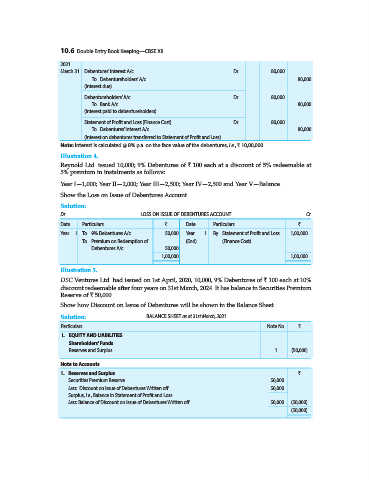 10.6 Double Entry Book Keeping—CBSE XII
2021
March 31 Debentures' Interest A/c Dr. 80,000
To Debentureholders' A/c 80,000
(Interest due)
Debentureholders' A/c Dr. 80,000
To Bank A/c 80,000
(Interest paid to debentureholders)
Statement of Profit and Loss (Finance Cost) Dr. 80,000
To Debentures' Interest A/c 80,000
(Interest on debentures transferred to Statement of Profit and Loss)
Note: Interest is calculated @ 8% p.a. on the face value of the debentures, i.e., ₹ 10,00,000
Illustration 4.
Reynold Ltd. issued 10,000; 9% Debentures of ₹ 100 each at a discount of 5% redeemable at
5% premium in instalments as follows:
Year I—1,000; Year II—2,000; Year III—2,500; Year IV—2,500 and Year V—Balance
Show the Loss on Issue of Debentures Account
Solution:
Dr. LOSS ON ISSUE OF DEBENTURES ACCOUNT Cr.
Date Particulars ₹ Date Particulars ₹
Year I To 9% Debentures A/c 50,000 Year I By Statement of Profit and Loss 1,00,000
To Premium on Redemption of (End) (Finance Cost)
Debentures A/c 50,000
1,00,000 1,00,000
Illustration 5.
DSC Ventures Ltd. had issued on 1st April, 2020, 10,000, 9% Debentures of ₹ 100 each at 10%
discount redeemable after four years on 31st March, 2024. It has balance in Securities Premium
Reserve of ₹ 50,000
Show how Discount on Issue of Debentures will be shown in the Balance Sheet
Solution: BALANCE SHEET as at 31st March, 2021
Particulars Note No. ₹
I. EQUITY AND LIABILITIES
Shareholders' Funds
Reserves and Surplus 1 (50,000)
Note to Accounts
1. Reserves and Surplus ₹
Securities Premium Reserve 50,000
Less: Discount on Issue of Debentures Written off 50,000
Surplus, i.e., Balance in Statement of Profit and Loss
Less: Balance of Discount on Issue of Debentures Written off 50,000 (50,000)
(50,000)